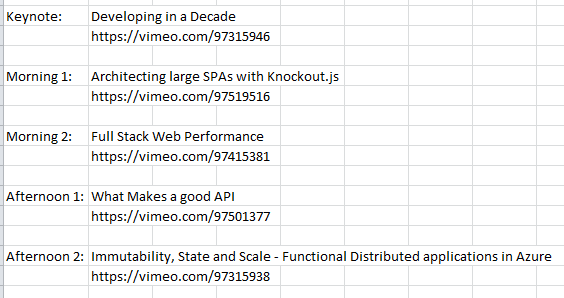 Keynote: Developing in a Decade
https://vimeo.com/97315946
Morning 1: Architecting large SPAs with Knockout.js
https://vimeo.com/97519516
Morning 2: Full Stack Web Performance
https://vimeo.com/97415381
Afternoon 1: What Makes a good API
https://vimeo.com/97501377
Afternoon 2: Immutability, State and Scale - Functional Distributed applications in Azure
https://vimeo.com/97315938